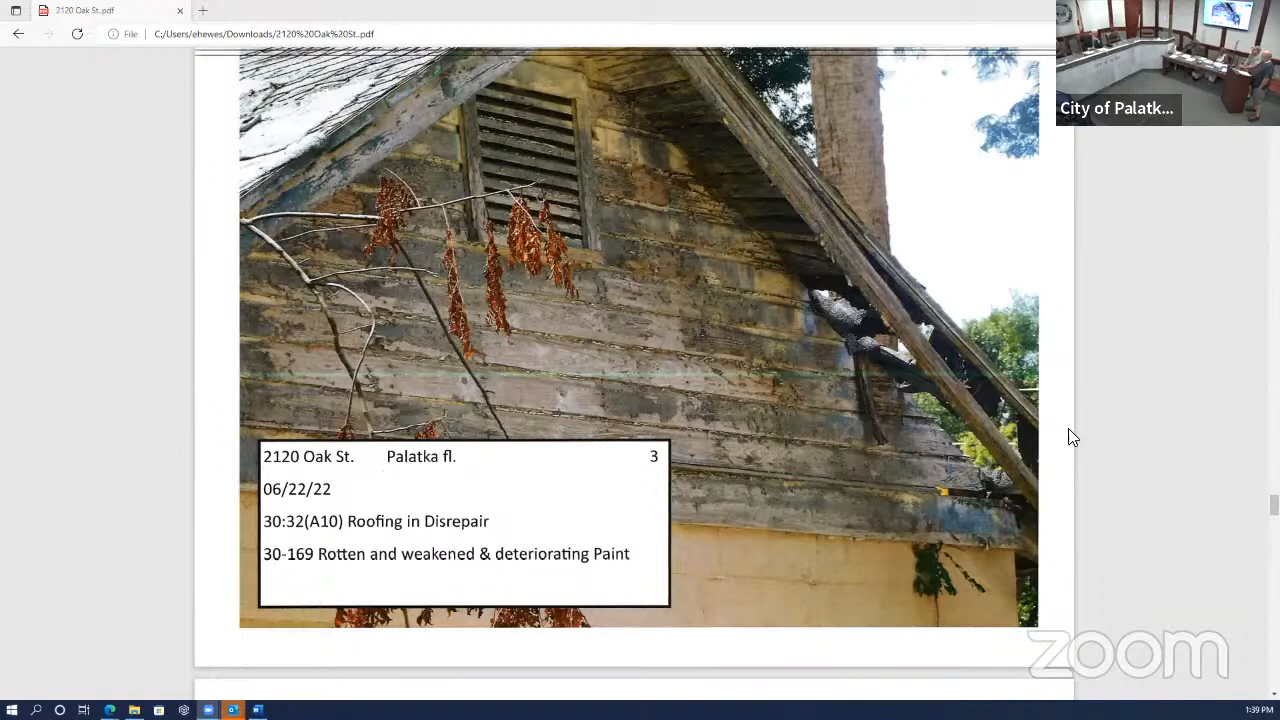 2120 Oak St..pdf
File
C:/Users/ehewes/Downloads/2120%20Oak%20St..pdf
City of Palatk...
2120 Oak St. Palatka fl. 3
06/22/22
30:32(A10) Roofing in Disrepair
30-169 Rotten and weakened & deteriorating Paint
zoom
1:39 PM